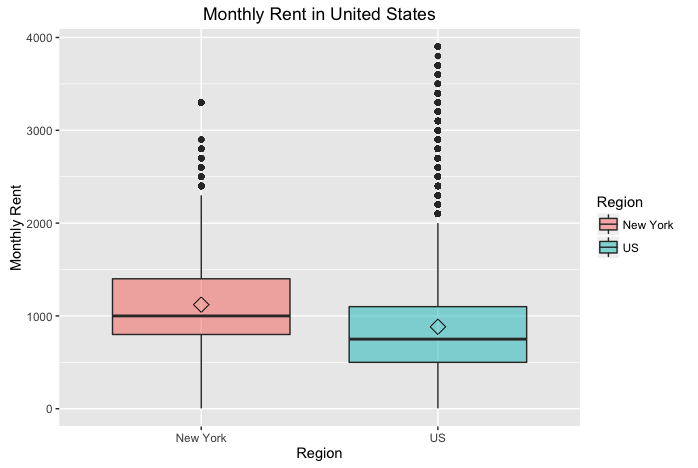 Monthly Rent in United States
4000
3000
2000
1000
0
Monthly Rent
New York
US
Region
Region
New York
US